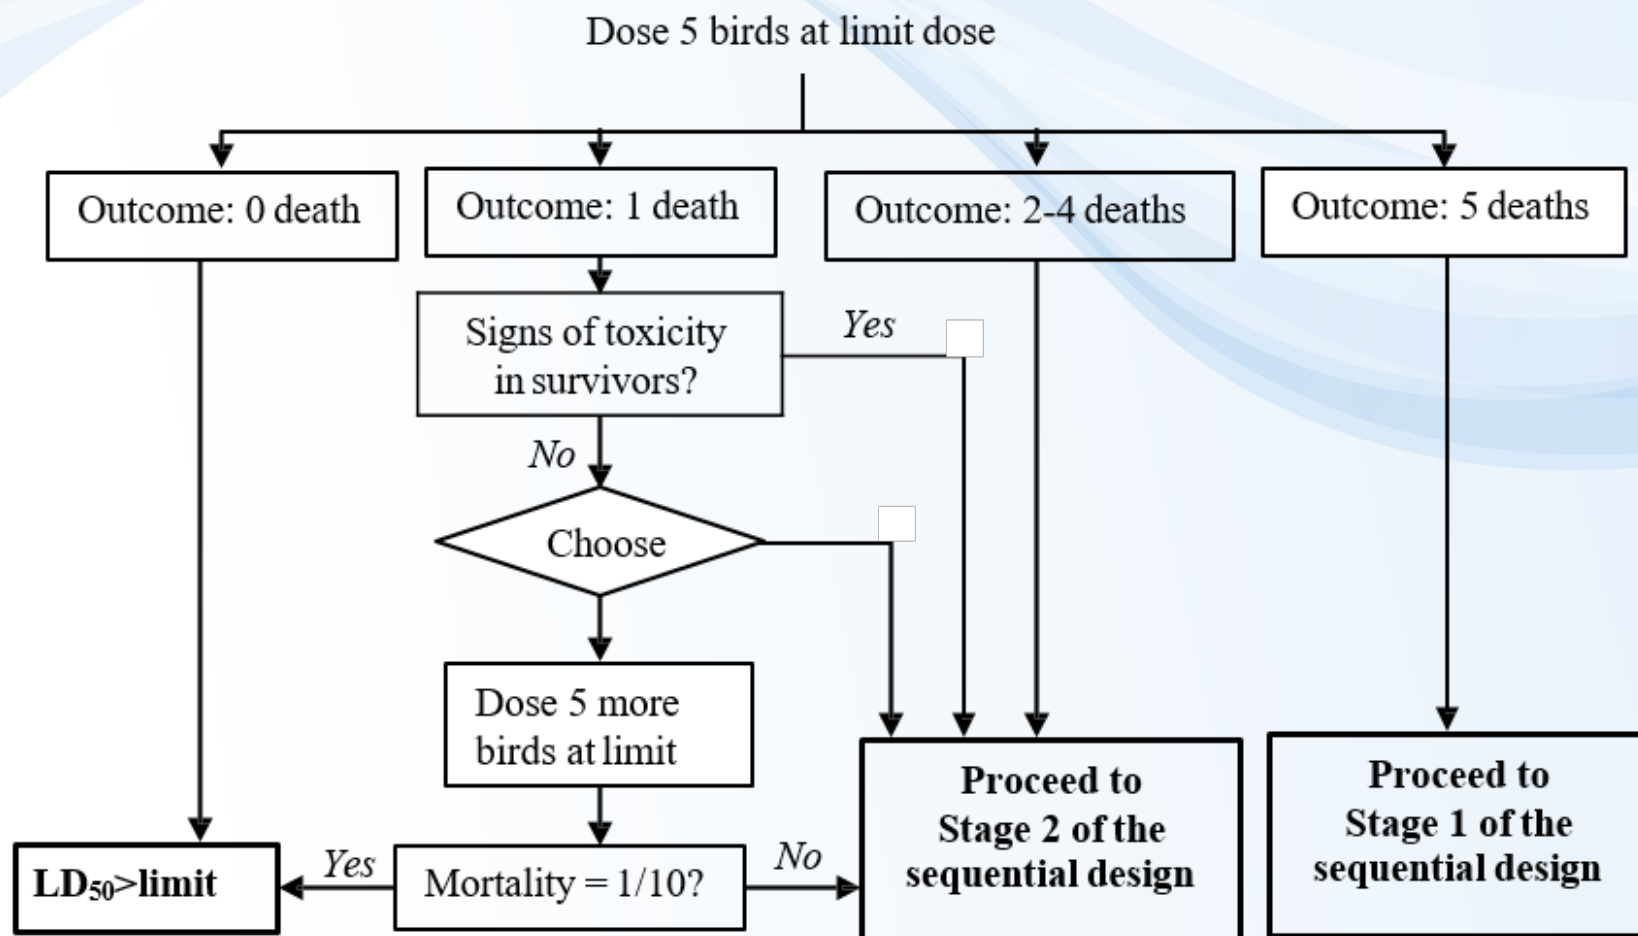 Dose 5 birds at limit dose
Outcome: 0 death
Outcome: 1 death
Outcome: 2-4 deaths
Outcome: 5 deaths
Signs of toxicity
in survivors?
Yes
No
Choose
Dose 5 more
birds at limit
Mortality = 1/10?
Yes
No
LD₅₀>limit
Proceed to
Stage 2 of the
sequential design
Proceed to
Stage 1 of the
sequential design